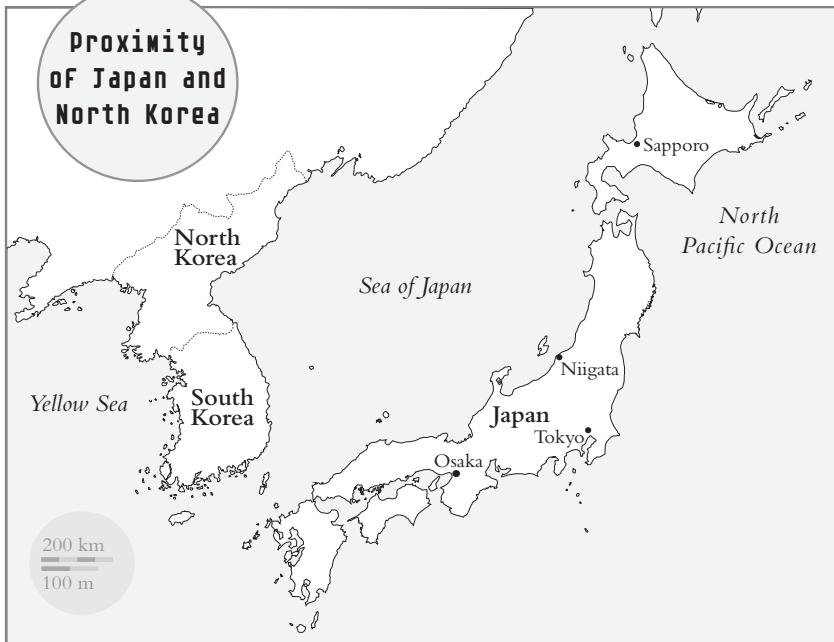 Proximity
of Japan and
North Korea
Sapporo
North
Pacific Ocean
North
Korea
Sea of Japan
Niigata
Yellow Sea
South
Korea
Japan
Tokyo
Osaka
200 km
100 m